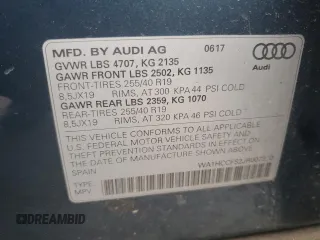 MFD. BY AUDI AG 0617
GVWR LBS 4707, KG 2135
GAWR FRONT LBS 2502, KG 1135
FRONT-TIRES 255/40 R19
8,5JX19 RIMS, AT 300 KPA 44 PSI COLD
GAWR REAR LBS 2359, KG 1070
REAR-TIRES 255/40 R19
8,5JX19 RIMS, AT 320 KPA 46 PSI COLD
THIS VEHICLE CONFORMS TO ALL APPLICABLE
U.S. FEDERAL MOTOR VEHICLE SAFETY STANDARDS
IN EFFECT ON THE DATE OF MANUFACTURE SHOWN ABOVE
SPAIN
TYPE:
MPV
Audi
DREAMBID